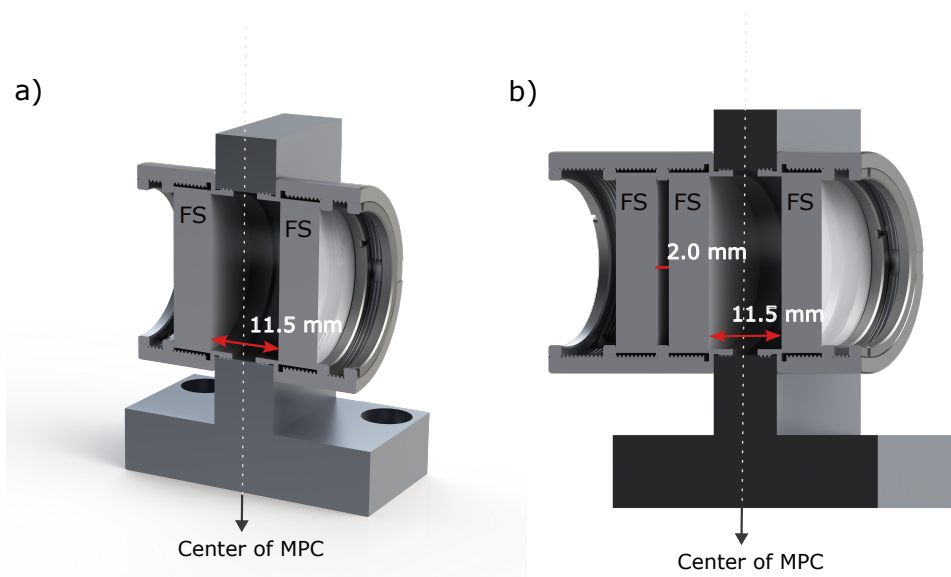 a)
FS
FS
11.5 mm
Center of MPC
b)
FS
FS
FS
2.0 mm
11.5 mm
Center of MPC